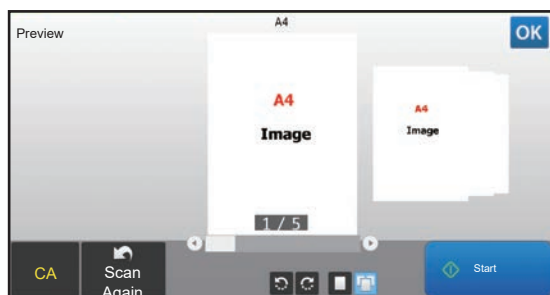 A4
Preview
OK
A4
Image
A4
Image
1 / 5
CA
Scan
Again
Start